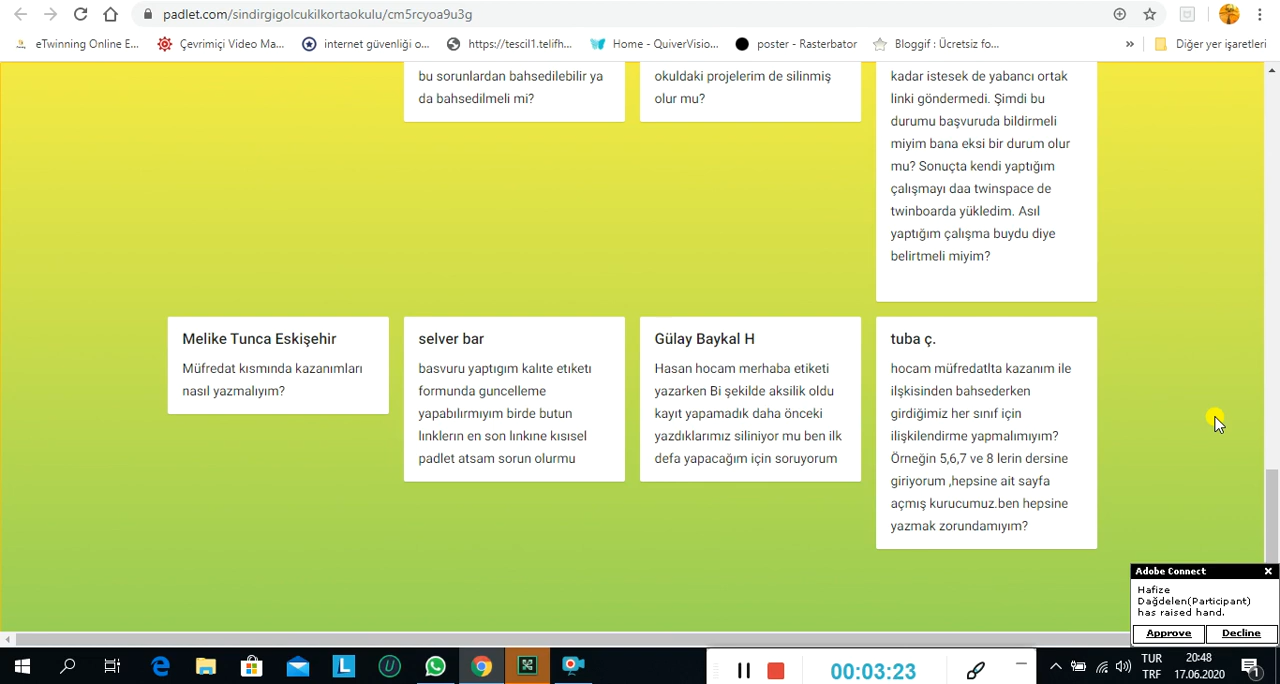 padlet.com/sindirgigolcukilkortaokulu/cm5rcyoa9u3g
eTwinning Online E...
Çevrimiçi Video Ma...
internet güvenliği o...
https://tescil1.telifh...
Home - QuiverVisio...
poster - Rasterbator
Bloggif : Ücretsiz fo...
»
Diğer yer işaretleri
bu sorunlardan bahsedilebilir ya
da bahsedilmeli mi?
okuldaki projelerim de silinmiş
olur mu?
kadar istesek de yabancı ortak
linki göndermedi. Şimdi bu
durumu başvuruda bildirmeli
miyim bana eksi bir durum olur
mu? Sonuçta kendi yaptığım
çalışmayı daa twinspace de
twinboarda yükledim. Asıl
yaptığım çalışma buydu diye
belirtmeli miyim?
Melike Tunca Eskişehir
Müfredat kısmında kazanımları
nasıl yazmalıyım?
selver bar
basvuru yaptıgım kalıte etıketı
formunda guncelleme
yapabılırmıyım birde butun
lınklerın en son lınkıne kısısel
padlet atsam sorun olurmu
Gülay Baykal H
Hasan hocam merhaba etiketi
yazarken Bi şekilde aksilik oldu
kayıt yapamadık daha önceki
yazdıklarımız siliniyor mu ben ilk
defa yapacağım için soruyorum
tuba ç.
hocam müfredatlta kazanım ile
ilşkisinden bahsederken
girdiğimiz her sınıf için
ilişkilendirme yapmalımıyım?
Örneğin 5,6,7 ve 8 lerin dersine
giriyorum ,hepsine ait sayfa
açmış kurucumuz.ben hepsine
yazmak zorundamıyım?
Adobe Connect
Hafize
Dağdelen(Participant)
has raised hand.
Approve
Decline
00:03:23
TUR
TRF
20:48
17.06.2020
1